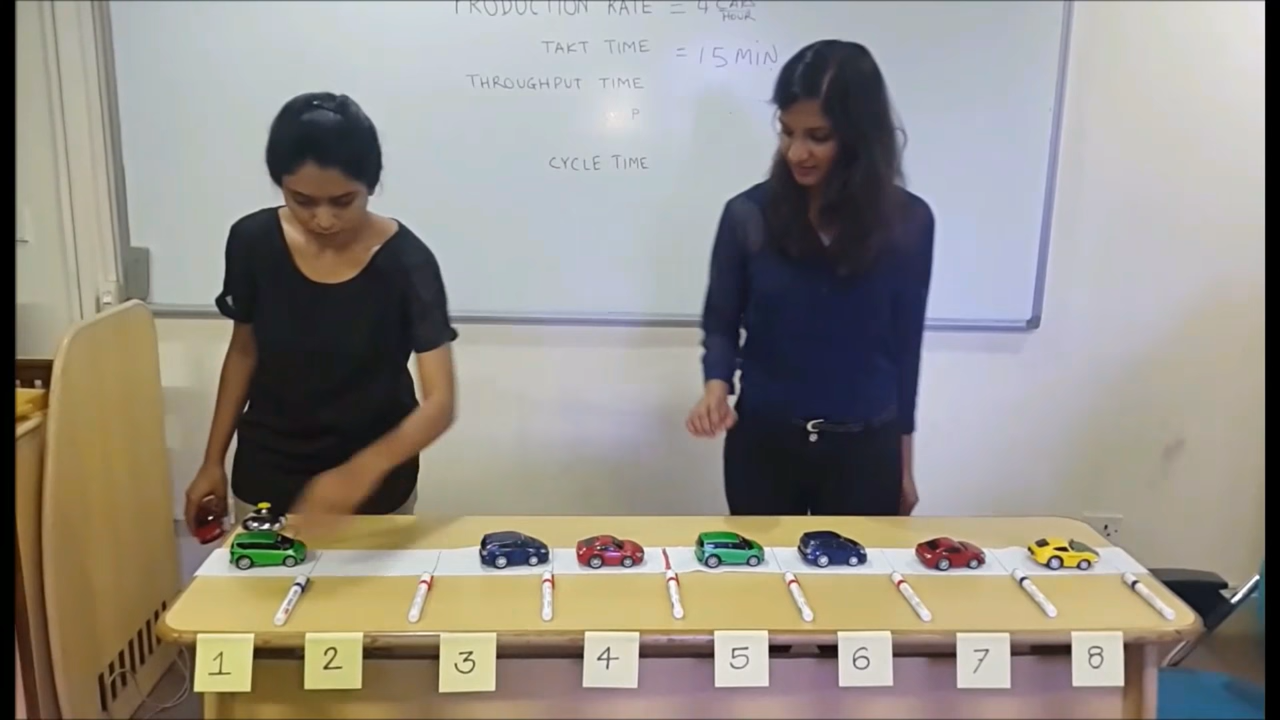 PRODUCTION RATE = 4 CARS
HOUR
TAKT TIME = 15 MIN
THROUGHPUT TIME
P
CYCLE TIME
1 2 3 4 5 6 7 8